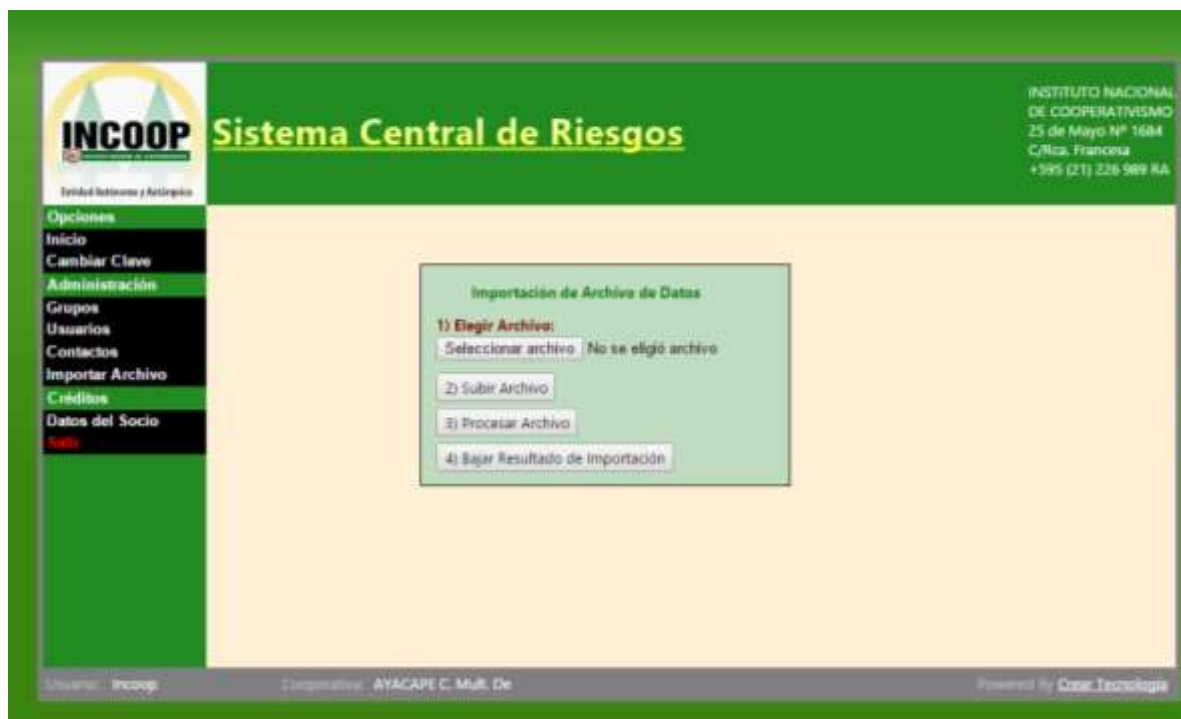 INCOOP
Entidad Autónoma y Autárquica
Sistema Central de Riesgos
INSTITUTO NACIONAL
DE COOPERATIVISMO
25 de Mayo Nº 1684
C/Rca. Francesa
+595 (21) 226 989 RA
Opciones
Inicio
Cambiar Clave
Administración
Grupos
Usuarios
Contactos
Importar Archivo
Créditos
Datos del Socio
Salir
Importación de Archivo de Datos
1) Elegir Archivo:
Seleccionar archivo No se eligió archivo
2) Subir Archivo
3) Procesar Archivo
4) Bajar Resultado de Importación
Usuario: Incoop
Cooperativa: AYACAPE C. Mult. De
Powered By Crear Tecnología